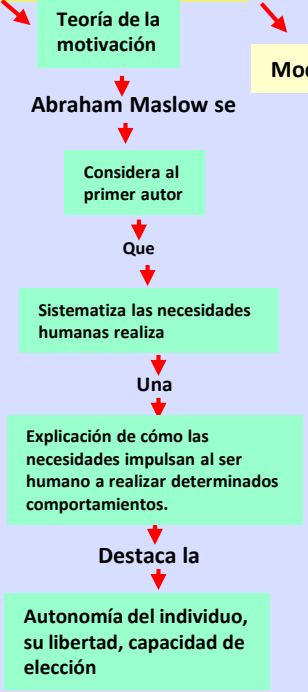 Teoría de la
motivación
Abraham Maslow se
Considera al
primer autor
Que
Sistematiza las necesidades
humanas realiza
Una
Explicación de cómo las
necesidades impulsan al ser
humano a realizar determinados
comportamientos.
Destaca la
Autonomía del individuo,
su libertad, capacidad de
elección